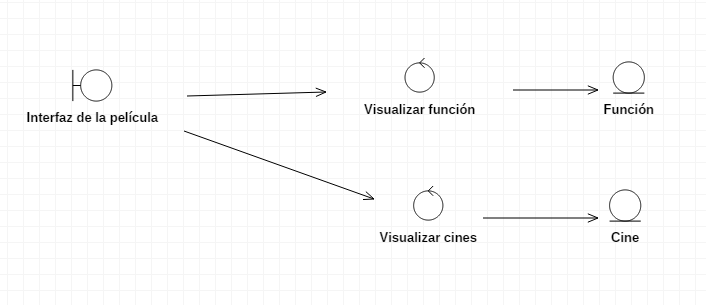 Interfaz de la película
Visualizar función
Función
Visualizar cines
Cine